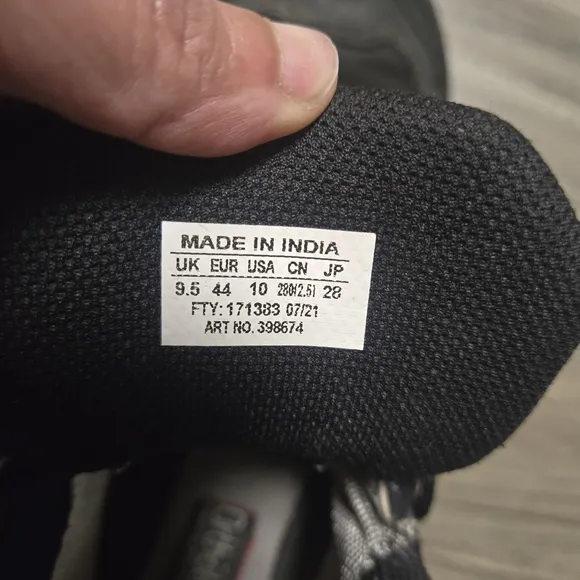 MADE IN INDIA
UK EUR USA CN JP
9.5 44 10 280(2.5) 28
FTY: 171383 07/21
ART NO. 398674